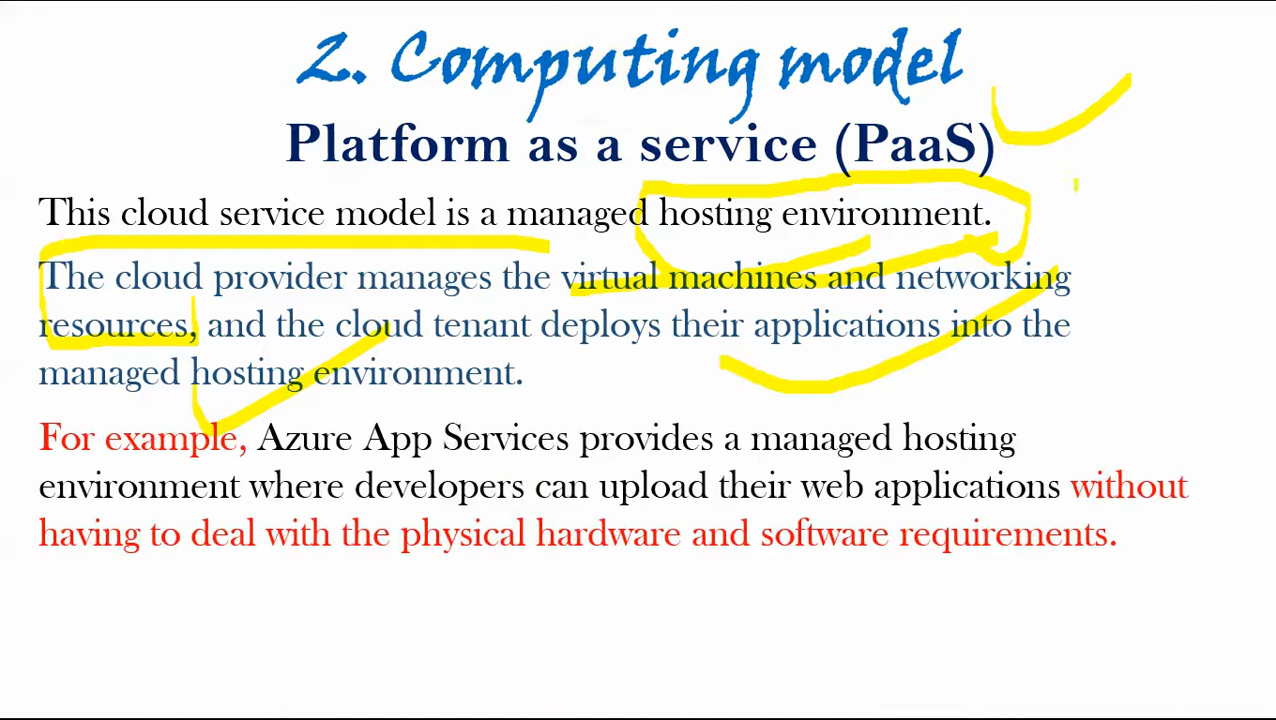 2. Computing model
Platform as a service (PaaS)
This cloud service model is a managed hosting environment.
The cloud provider manages the virtual machines and networking
resources, and the cloud tenant deploys their applications into the
managed hosting environment.
For example, Azure App Services provides a managed hosting
environment where developers can upload their web applications without
having to deal with the physical hardware and software requirements.